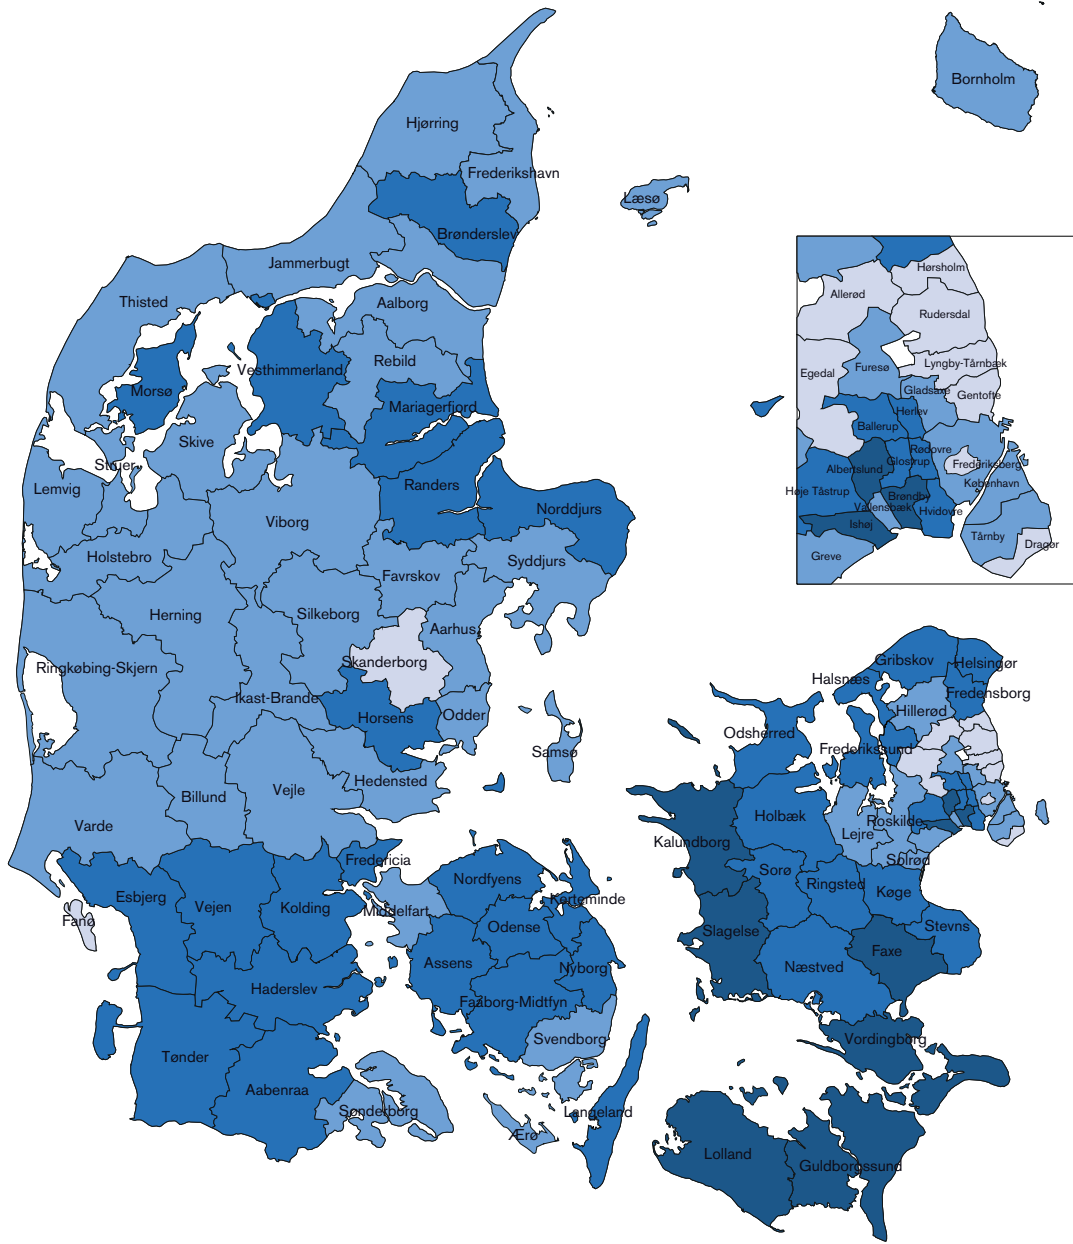 Bornholm
Hjørring
Frederikshavn
Læsø
Brønderslev
Jammerbugt
Hørsholm
Allerød
Thisted
Aalborg
Rudersdal
Rebild
Vesthimmerland
Lyngby-Tårnbæk
Furesø
Egedal
Morsø
Gladsaxe
Gentofte
Mariagerfjord
Herlev
Ballerup
Skive
Rødovre
Struer
Glostrup
Frederiksberg
Albertslund
Lemvig
Randers
København
Høje Tåstrup
Brøndby
Norddjurs
Vallensbæk
Hvidovre
Viborg
Ishøj
Tårnby
Dragør
Holstebro
Greve
Syddjurs
Favrskov
Herning
Silkeborg
Aarhus
Skanderborg
Gribskov
Helsingør
Ringkøbing-Skjern
Halsnæs
Fredensborg
Ikast-Brande
Hillerød
Horsens
Odder
Odsherred
Frederikssund
Samsø
Hedensted
Vejle
Billund
Holbæk
Roskilde
Varde
Lejre
Kalundborg
Fredericia
Solrød
Sorø
Nordfyens
Ringsted
Køge
Esbjerg
Kerteminde
Vejen
Kolding
Middelfart
Fanø
Odense
Stevns
Slagelse
Faxe
Assens
Nyborg
Næstved
Haderslev
Faaborg-Midtfyn
Svendborg
Vordingborg
Tønder
Aabenraa
Sønderborg
Langeland
Ærø
Lolland
Guldborgssund